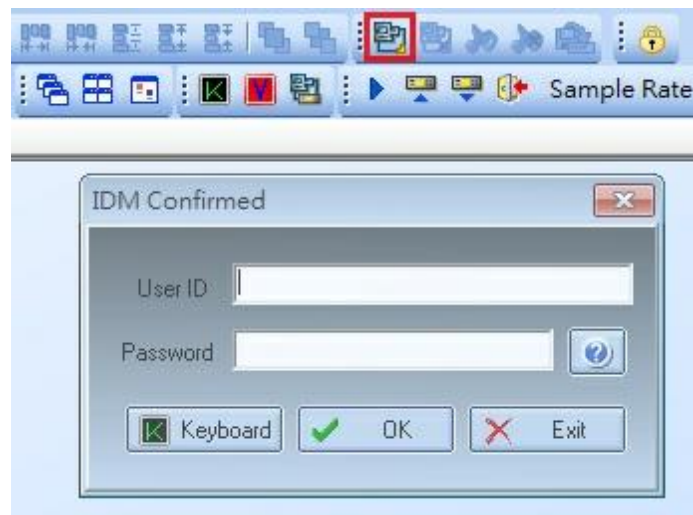 Sample Rate
IDM Confirmed
User ID
Password
Keyboard
OK
Exit